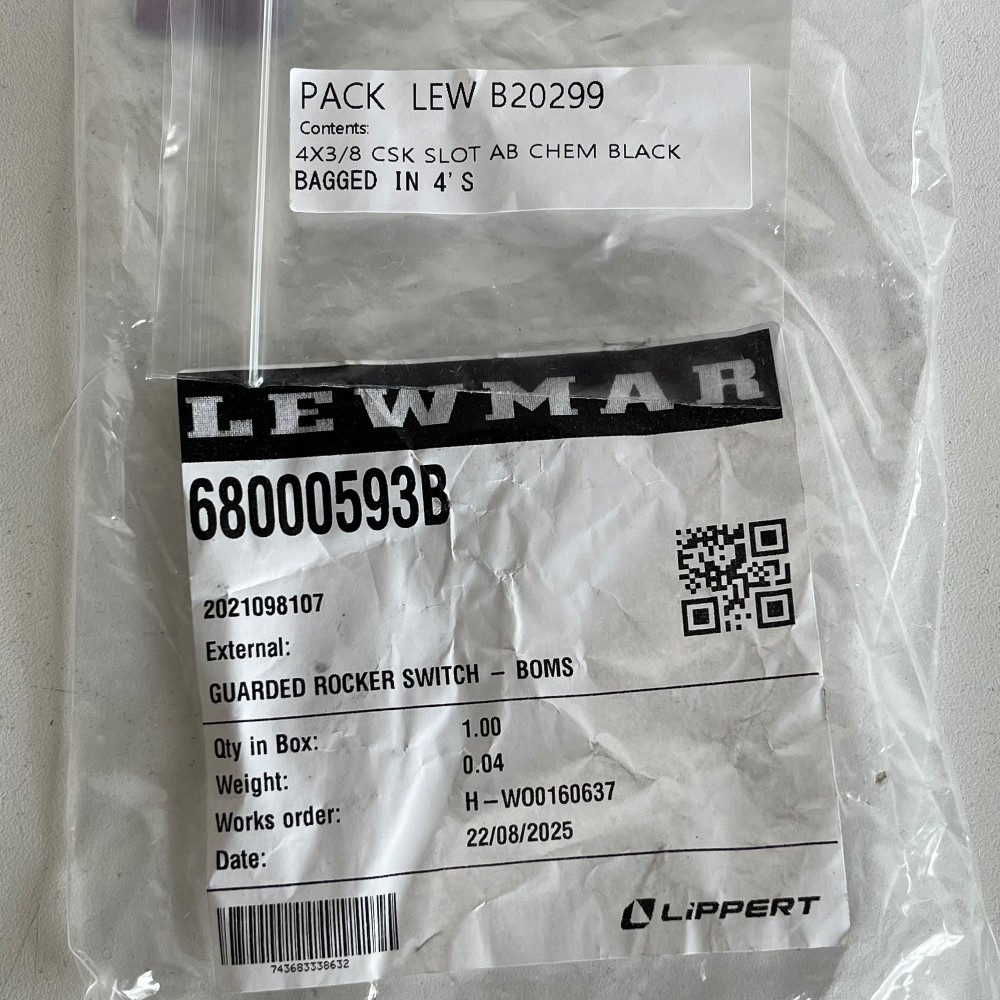 PACK LEW B20299
Contents:
4X3/8 CSK SLOT AB CHEM BLACK
BAGGED IN 4'S
LEWMAR
68000593B
2021098107
External:
GUARDED ROCKER SWITCH - BOMS
Qty in Box: 1.00
Weight: 0.04
Works order: H-WO0160637
Date: 22/08/2025
743683338632
LiPPERT